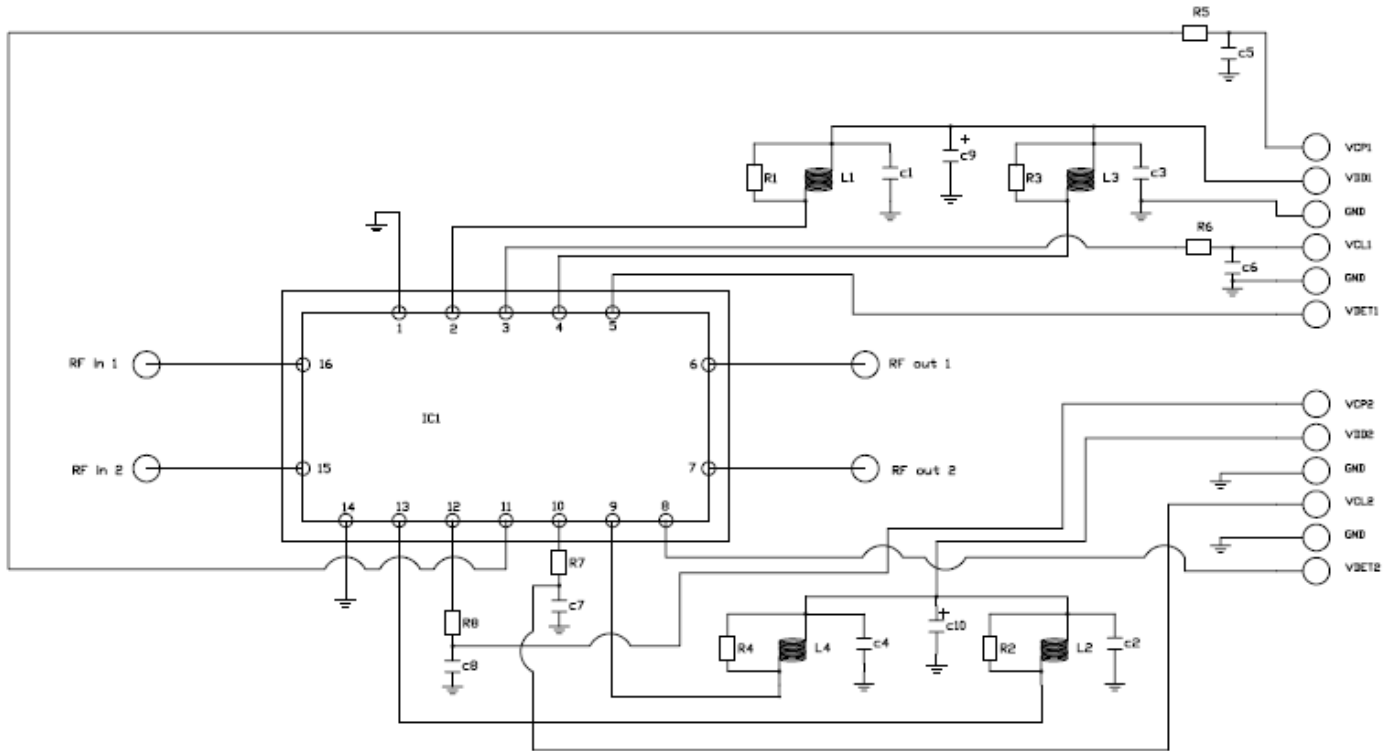 R5
c5
VCP1
+
c9
R1
L1
c1
R3
L3
c3
VDD1
GND
R6
VCL1
c6
GND
VDET1
1
2
3
4
5
RF in 1
16
6
RF out 1
IC1
VCP2
VDD2
RF in 2
15
7
RF out 2
GND
14
13
12
11
10
9
8
VCL2
GND
R7
VDET2
c7
+
R8
c10
R4
L4
c4
R2
L2
c2
c8